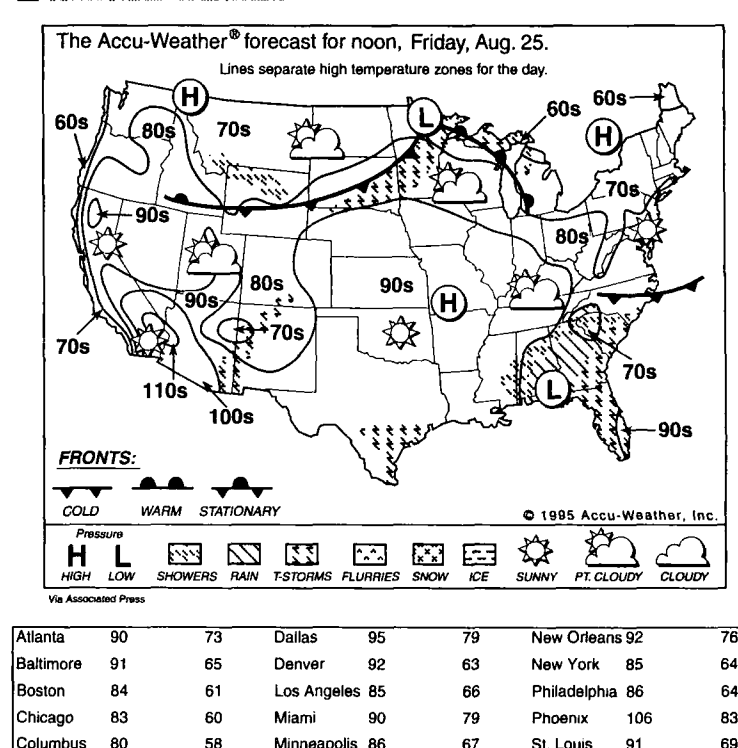 The Accu-Weather® forecast for noon, Friday, Aug. 25.
Lines separate high temperature zones for the day.
H
L
60s
60s
60s
80s
70s
H
70s
90s
80s
80s
90s
90s
H
70s
70s
110s
100s
L
70s
90s
FRONTS:
COLD WARM STATIONARY
© 1995 Accu-Weather, Inc.
Pressure
H L
HIGH LOW SHOWERS RAIN T-STORMS FLURRIES SNOW ICE SUNNY PT. CLOUDY CLOUDY
Via Associated Press
Atlanta 90 73 Dallas 95 79 New Orleans 92 76
Baltimore 91 65 Denver 92 63 New York 85 64
Boston 84 61 Los Angeles 85 66 Philadelphia 86 64
Chicago 83 60 Miami 90 79 Phoenix 106 83
Columbus 80 58 Minneapolis 86 67 St. Louis 91 69